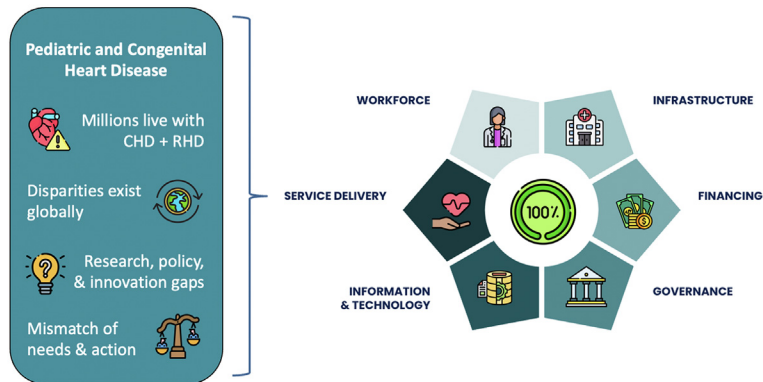 Pediatric and Congenital
Heart Disease
Millions live with
CHD + RHD
Disparities exist
globally
Research, policy,
& innovation gaps
Mismatch of
needs & action
WORKFORCE
INFRASTRUCTURE
SERVICE DELIVERY
100%
FINANCING
INFORMATION
& TECHNOLOGY
GOVERNANCE